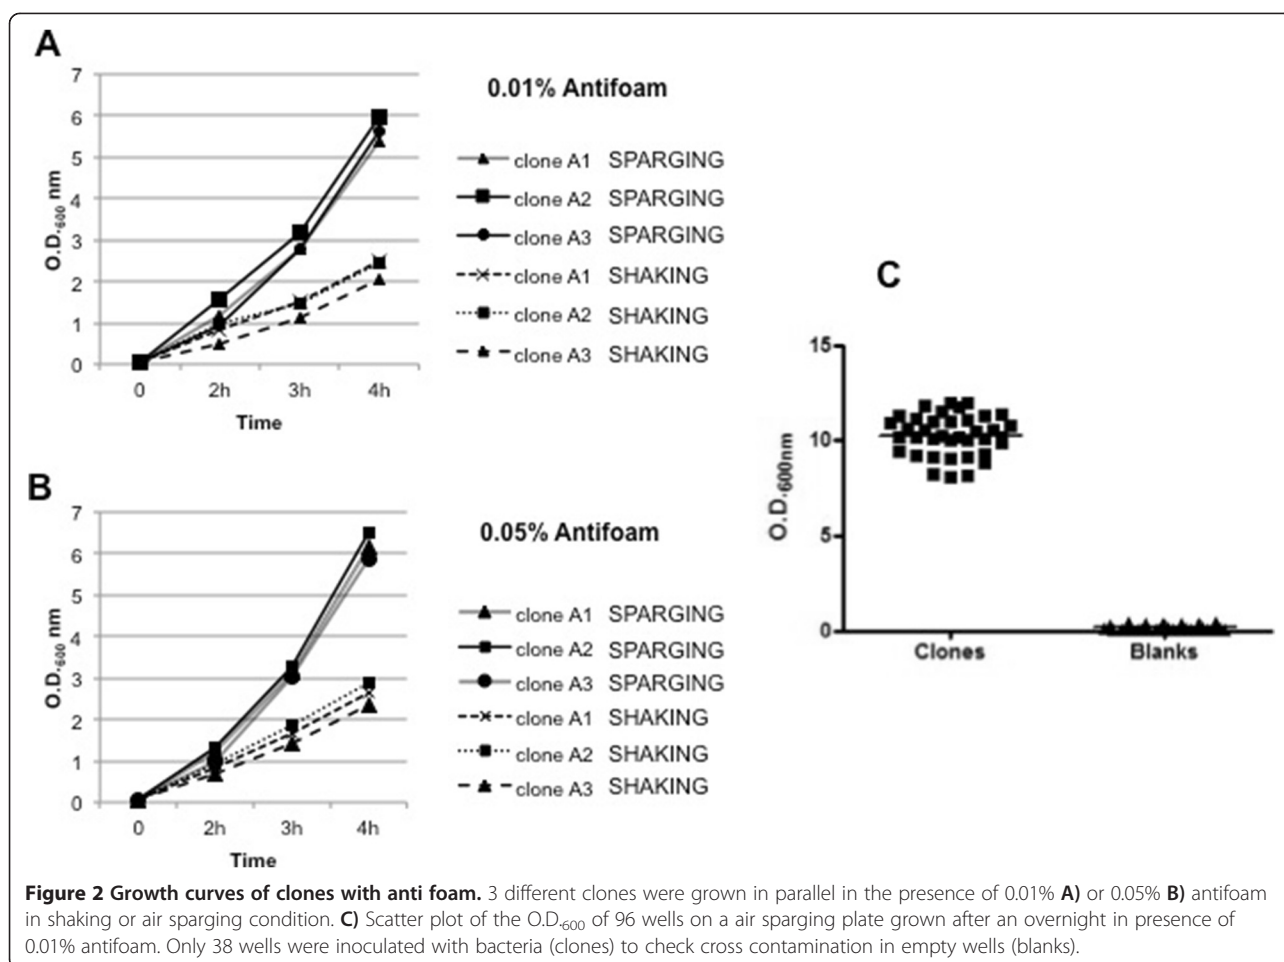 A
7
6
5
4
3
2
1
0
O.D.600 nm
0 2h 3h 4h
Time
0.01% Antifoam
clone A1 SPARGING
clone A2 SPARGING
clone A3 SPARGING
clone A1 SHAKING
clone A2 SHAKING
clone A3 SHAKING
B
7
6
5
4
3
2
1
0
O.D.600 nm
0 2h 3h 4h
Time
0.05% Antifoam
clone A1 SPARGING
clone A2 SPARGING
clone A3 SPARGING
clone A1 SHAKING
clone A2 SHAKING
clone A3 SHAKING
C
15
10
5
0
O.D.600nm
Clones Blanks
Figure 2 Growth curves of clones with anti foam. 3 different clones were grown in parallel in the presence of 0.01% A) or 0.05% B) antifoam
in shaking or air sparging condition. C) Scatter plot of the O.D.600 of 96 wells on a air sparging plate grown after an overnight in presence of
0.01% antifoam. Only 38 wells were inoculated with bacteria (clones) to check cross contamination in empty wells (blanks).